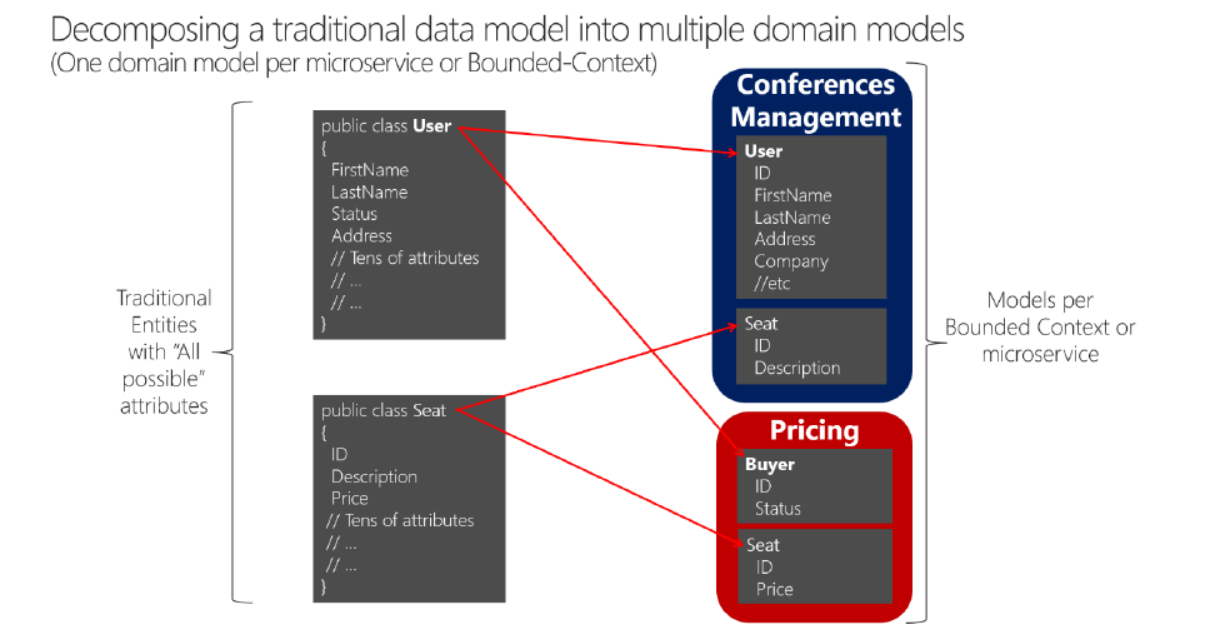 Decomposing a traditional data model into multiple domain models
(One domain model per microservice or Bounded-Context)
Traditional
Entities
with “All
possible”
attributes
public class User
{
FirstName
LastName
Status
Address
// Tens of attributes
// ...
// ...
}
public class Seat
{
ID
Description
Price
// Tens of attributes
// ...
// ...
}
Conferences
Management
User
ID
FirstName
LastName
Address
Company
//etc
Seat
ID
Description
Pricing
Buyer
ID
Status
Seat
ID
Price
Models per
Bounded Context or
microservice